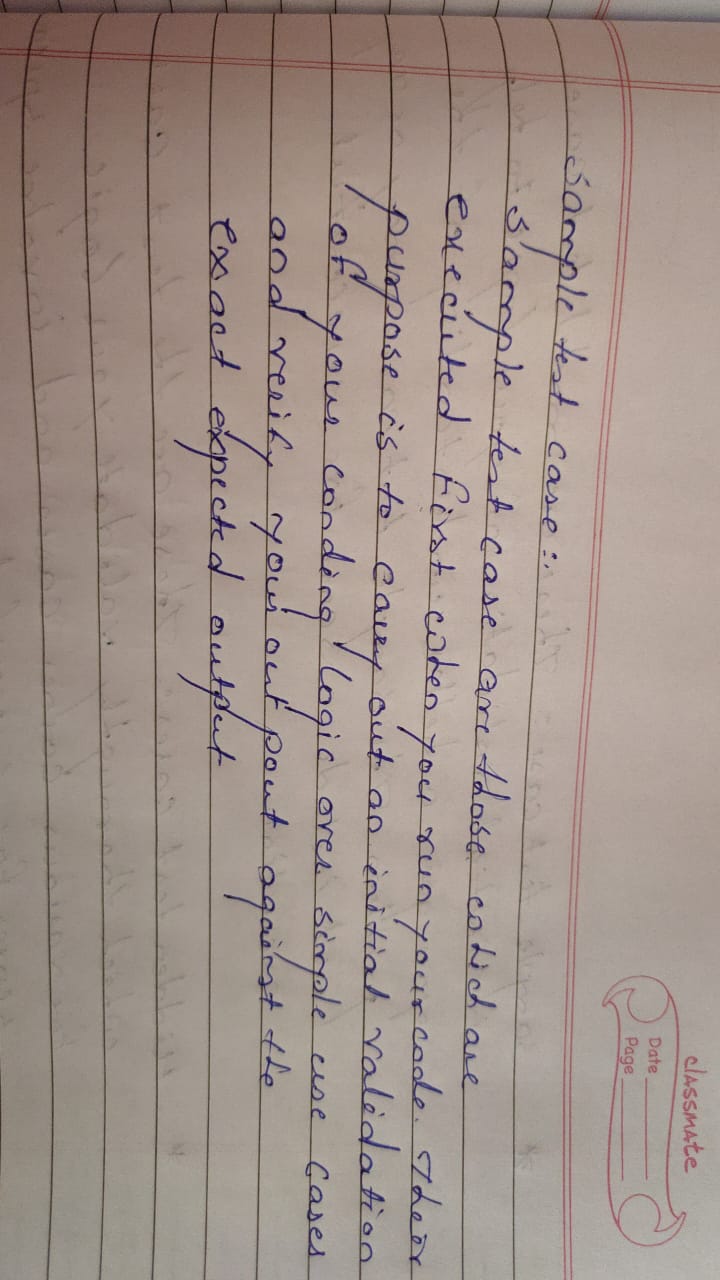 classmate
Date
Page
Sample test case :.
Sample test case are those which are
executed first when you run your code. Their
purpose is to carry out an initial validation
of your conding logic over simple use cases
and verify your out pout against the
exact expected output